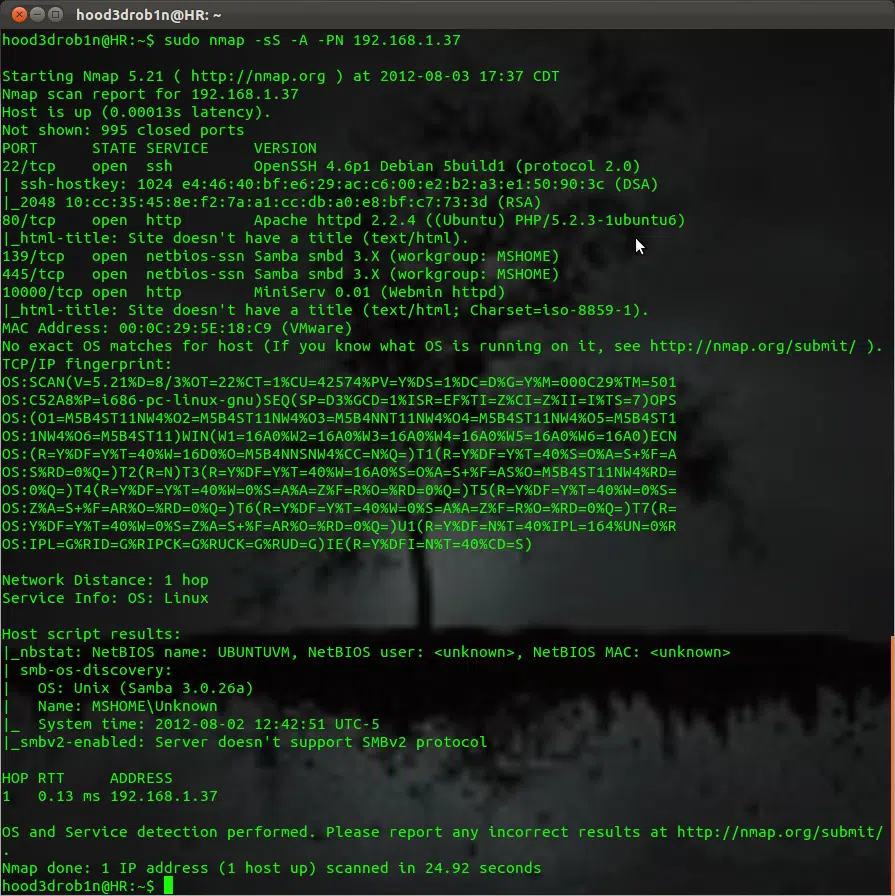 hood3drob1n@HR: ~
hood3drob1n@HR:~$ sudo nmap -sS -A -PN 192.168.1.37
Starting Nmap 5.21 ( http://nmap.org ) at 2012-08-03 17:37 CDT
Nmap scan report for 192.168.1.37
Host is up (0.00013s latency).
Not shown: 995 closed ports
PORT      STATE SERVICE     VERSION
22/tcp    open  ssh         OpenSSH 4.6p1 Debian 5build1 (protocol 2.0)
| ssh-hostkey: 1024 e4:46:40:bf:e6:29:ac:c6:00:e2:b2:a3:e1:50:90:3c (DSA)
|_2048 10:cc:35:45:8e:f2:7a:a1:cc:db:a0:e8:bf:c7:73:3d (RSA)
80/tcp    open  http        Apache httpd 2.2.4 ((Ubuntu) PHP/5.2.3-1ubuntu6)
|_html-title: Site doesn't have a title (text/html).
139/tcp   open  netbios-ssn Samba smbd 3.X (workgroup: MSHOME)
445/tcp   open  netbios-ssn Samba smbd 3.X (workgroup: MSHOME)
10000/tcp open  http        MiniServ 0.01 (Webmin httpd)
|_html-title: Site doesn't have a title (text/html; Charset=iso-8859-1).
MAC Address: 00:0C:29:5E:18:C9 (VMware)
No exact OS matches for host (If you know what OS is running on it, see http://nmap.org/submit/ ).
TCP/IP fingerprint:
OS:SCAN(V=5.21%D=8/3%OT=22%CT=1%CU=42574%PV=Y%DS=1%DC=D%G=Y%M=000C29%TM=501
OS:C52A8%P=i686-pc-linux-gnu)SEQ(SP=D3%GCD=1%ISR=EF%TI=Z%CI=Z%II=I%TS=7)OPS
OS:(O1=M5B4ST11NW4%O2=M5B4ST11NW4%O3=M5B4NNT11NW4%O4=M5B4ST11NW4%O5=M5B4ST1
OS:1NW4%O6=M5B4ST11)WIN(W1=16A0%W2=16A0%W3=16A0%W4=16A0%W5=16A0%W6=16A0)ECN
OS:(R=Y%DF=Y%T=40%W=16D0%O=M5B4NNSNW4%CC=N%Q=)T1(R=Y%DF=Y%T=40%S=O%A=S+%F=A
OS:S%RD=0%Q=)T2(R=N)T3(R=Y%DF=Y%T=40%W=16A0%S=O%A=S+%F=AS%O=M5B4ST11NW4%RD=
OS:0%Q=)T4(R=Y%DF=Y%T=40%W=0%S=A%A=Z%F=R%O=%RD=0%Q=)T5(R=Y%DF=Y%T=40%W=0%S=
OS:Z%A=S+%F=AR%O=%RD=0%Q=)T6(R=Y%DF=Y%T=40%W=0%S=A%A=Z%F=R%O=%RD=0%Q=)T7(R=
OS:Y%DF=Y%T=40%W=0%S=Z%A=S+%F=AR%O=%RD=0%Q=)U1(R=Y%DF=N%T=40%IPL=164%UN=0%R
OS:IPL=G%RID=G%RIPCK=G%RUCK=G%RUD=G)IE(R=Y%DFI=N%T=40%CD=S)
Network Distance: 1 hop
Service Info: OS: Linux
Host script results:
|_nbstat: NetBIOS name: UBUNTUVM, NetBIOS user: <unknown>, NetBIOS MAC: <unknown>
| smb-os-discovery:
|   OS: Unix (Samba 3.0.26a)
|   Name: MSHOME\Unknown
|_  System time: 2012-08-02 12:42:51 UTC-5
|_smbv2-enabled: Server doesn't support SMBv2 protocol
HOP RTT     ADDRESS
1   0.13 ms 192.168.1.37
OS and Service detection performed. Please report any incorrect results at http://nmap.org/submit/
.
Nmap done: 1 IP address (1 host up) scanned in 24.92 seconds
hood3drob1n@HR:~$